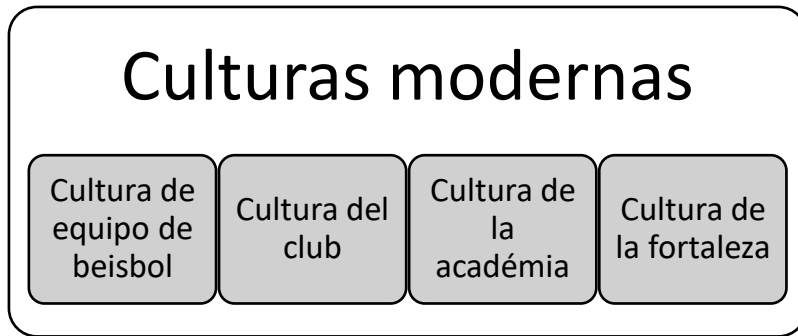 Culturas modernas
Cultura de
equipo de
beisbol
Cultura del
club
Cultura de
la
académia
Cultura de
la fortaleza